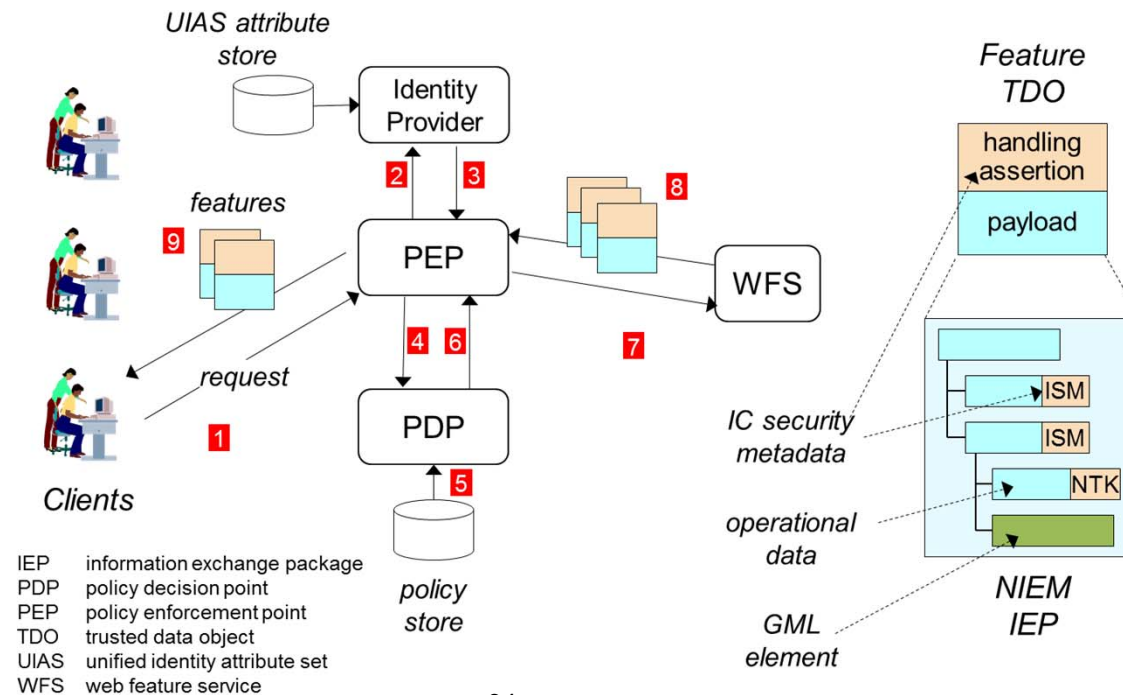 UIAS attribute
store
Identity
Provider
Feature
TDO
handling
assertion
payload
2
3
8
features
9
PEP
WFS
4
6
7
request
1
PDP
5
Clients
policy
store
ISM
ISM
NTK
IC security
metadata
operational
data
GML
element
NIEM
IEP
IEP information exchange package
PDP policy decision point
PEP policy enforcement point
TDO trusted data object
UIAS unified identity attribute set
WFS web feature service